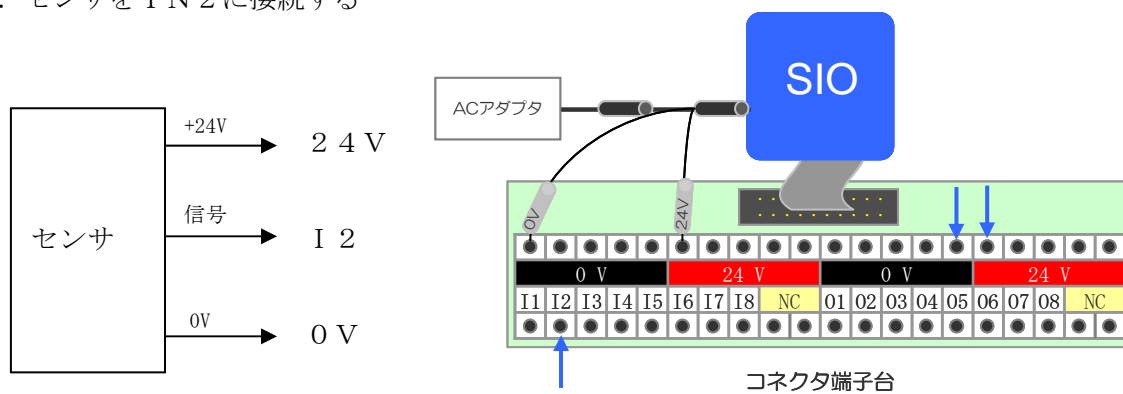 ．センサをＩＮ２に接続する
センサ
+24V
２４Ｖ
信号
Ｉ２
0V
０Ｖ
ACアダプタ
SIO
0V
24V
0 V 24 V 0 V 24 V
I1 I2 I3 I4 I5 I6 I7 I8 NC 01 02 03 04 05 06 07 08 NC
コネクタ端子台